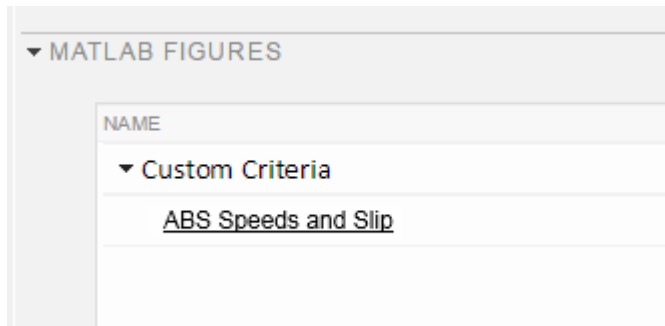 MATLAB FIGURES
NAME
Custom Criteria
ABS Speeds and Slip